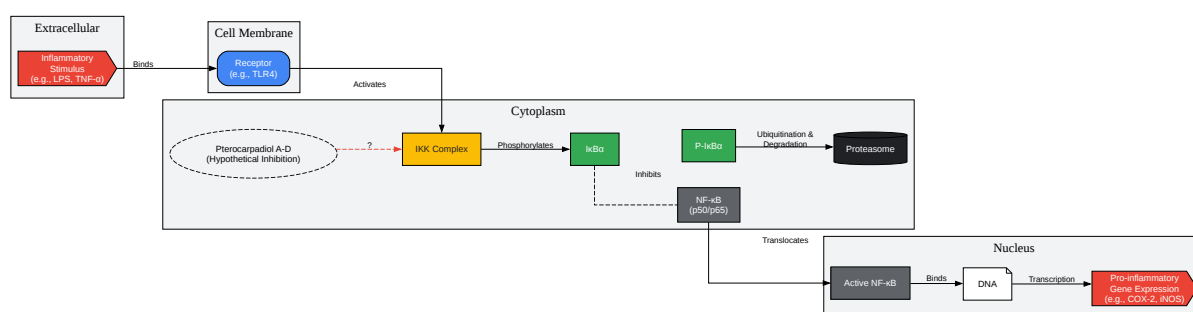 Extracellular
Inflammatory
Stimulus
(e.g., LPS, TNF-α)
Binds
Cell Membrane
Receptor
(e.g., TLR4)
Activates
Cytoplasm
Pterocarpadiol A-D
(Hypothetical Inhibition)
?
IKK Complex
Phosphorylates
IκBα
P-IκBα
Ubiquitination &
Degradation
Proteasome
Inhibits
NF-κB
(p50/p65)
Translocates
Nucleus
Active NF-κB
Binds
DNA
Transcription
Pro-inflammatory
Gene Expression
(e.g., COX-2, iNOS)